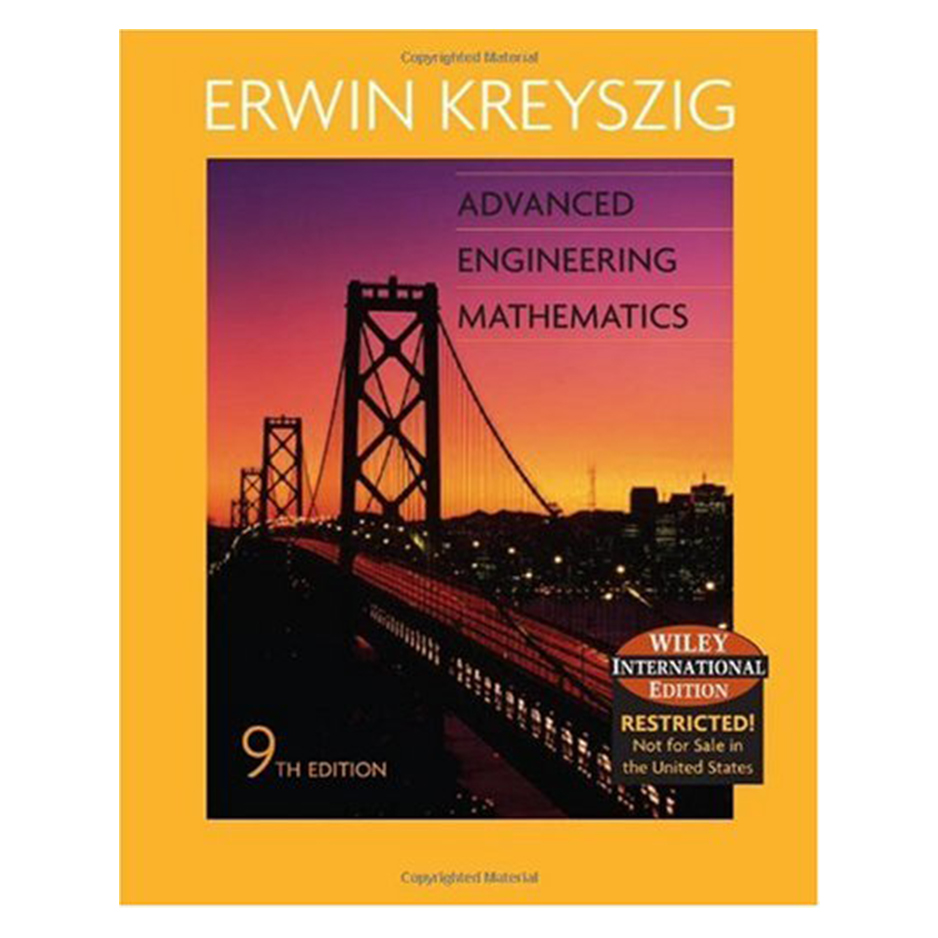 Copyrighted Material
ERWIN KREYSZIG
ADVANCED
ENGINEERING
MATHEMATICS
WILEY
INTERNATIONAL
EDITION
RESTRICTED!
Not for Sale in
the United States
9TH EDITION
Copyrighted Material